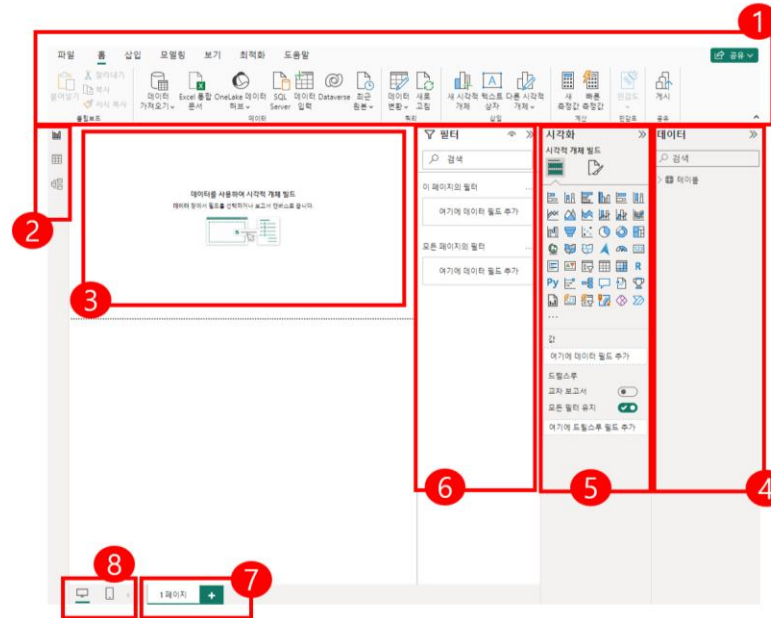 1
파일 홈 삽입 모델링 보기 최적화 도움말 공유
붙여넣기 잘라내기 복사 서식 복사
데이터 가져오기 Excel 통합 문서 OneLake 데이터 허브 SQL Server 데이터 입력 Dataverse 최근 원본
데이터 변환 새로 고침
새 시각적 개체 텍스트 상자 다른 시각적 개체
새 측정값 빠른 측정값
민감도
게시
클립보드 데이터 쿼리 삽입 계산 민감도 공유
2
데이터를 사용하여 시각적 개체 빌드
3
필터
검색
이 페이지의 필터 ...
여기에 데이터 필드 추가
모든 페이지의 필터 ...
여기에 데이터 필드 추가
6
시각화
시각적 개체 빌드
R
Py
...
값
여기에 데이터 필드 추가
드릴스루
교차 보고서
모든 필터 유지
여기에 드릴스루 필드 추가
5
데이터
검색
테이블
4
8
1페이지 +
7